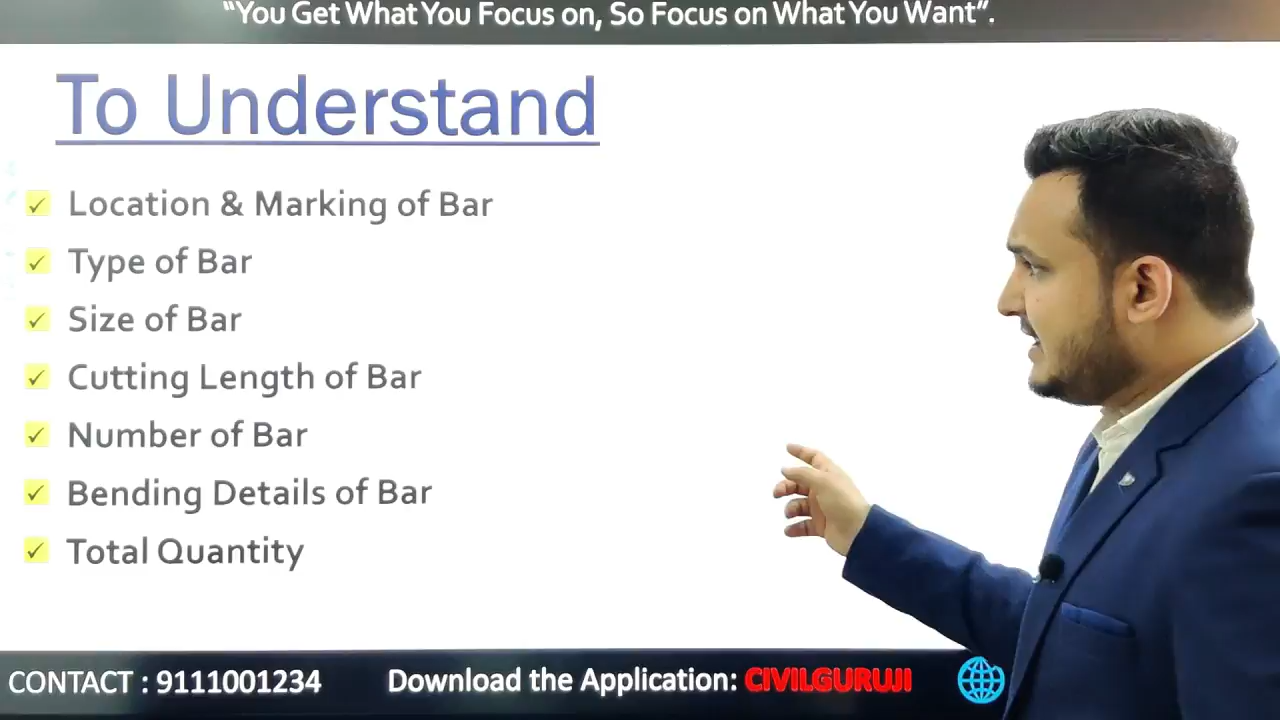 “You Get What You Focus on, So Focus on What You Want”.
To Understand
Location & Marking of Bar
Type of Bar
Size of Bar
Cutting Length of Bar
Number of Bar
Bending Details of Bar
Total Quantity
CONTACT : 9111001234
Download the Application: CIVILGURUJI